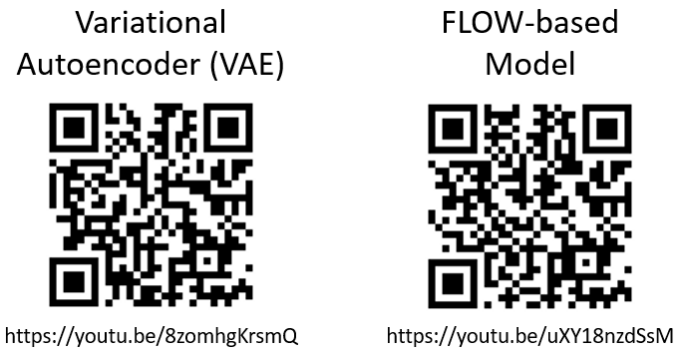 Variational
Autoencoder (VAE)
https://youtu.be/8zomhgKrsmQ
FLOW-based
Model
https://youtu.be/uXY18nzdSsM